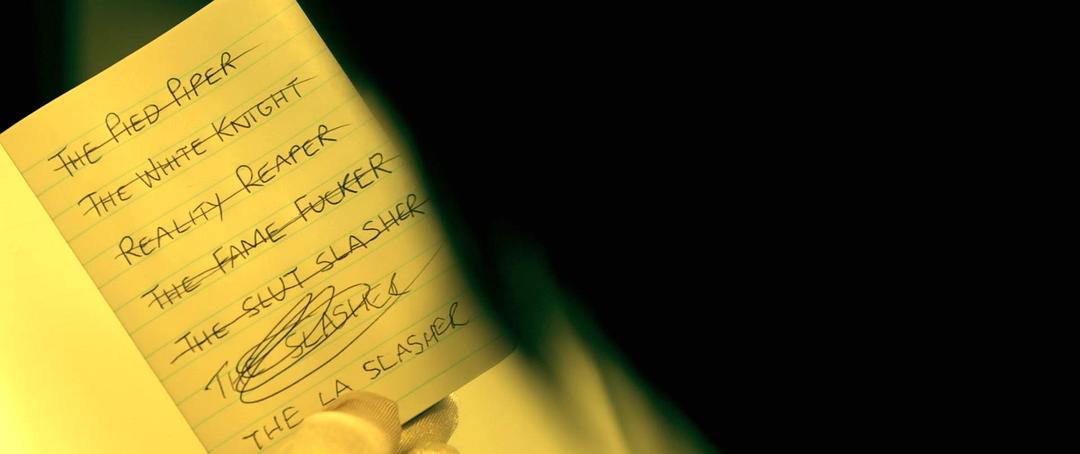 THE PIED PIPER
THE WHITE KNIGHT
REALITY REAPER
THE FAME FUCKER
THE SLUT SLASHER
THE SLASHER
THE LA SLASHER